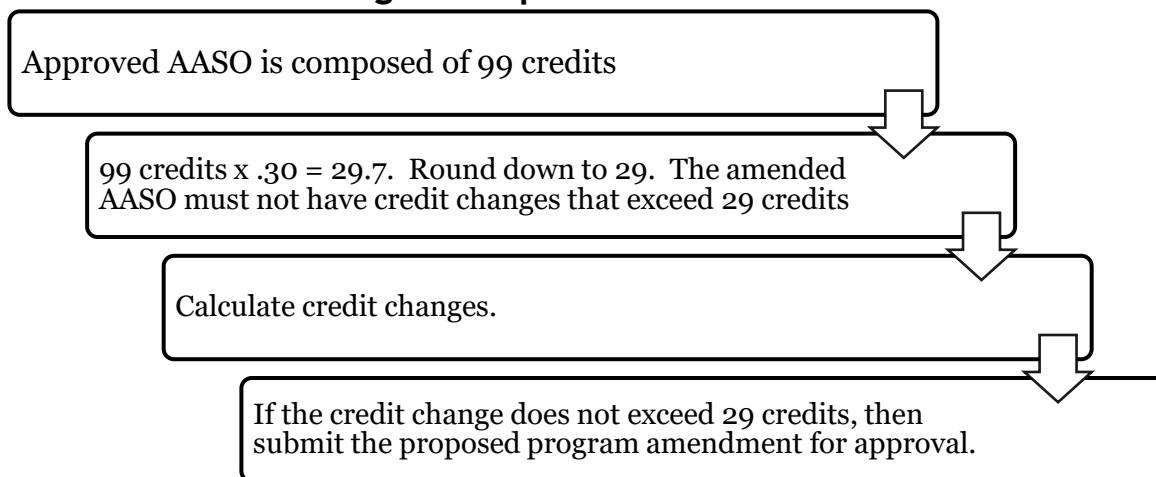 Approved AASO is composed of 99 credits
99 credits x .30 = 29.7.  Round down to 29.  The amended
AASO must not have credit changes that exceed 29 credits
Calculate credit changes.
If the credit change does not exceed 29 credits, then
submit the proposed program amendment for approval.